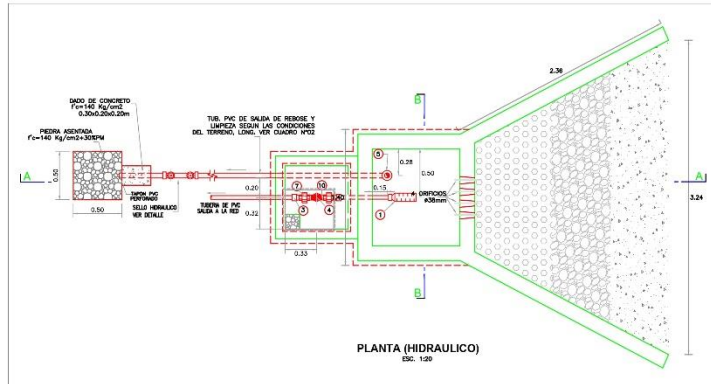 DADO DE CONCRETO
f'c=140 Kg/cm2
0.30x0.20x0.20m
PIEDRA ASENTADA
f'c=140 Kg/cm2+30%PM
TUB. PVC DE SALIDA DE REBOSE Y
LIMPIEZA SEGUN LAS CONDICIONES
DEL TERRENO, LONG. VER CUADRO Nº02
2.36
B
A
0.50
0.50
TAPON PVC
PERFORADO
SELLO HIDRAULICO
VER DETALLE
TUBERIA DE PVC
SALIDA A LA RED
0.20
0.32
0.33
7
10
3
4
5
0.28
0.50
0.15
4 ORIFICIOS
ø38mm
1
A
3.24
B
PLANTA (HIDRAULICO)
ESC. 1:20